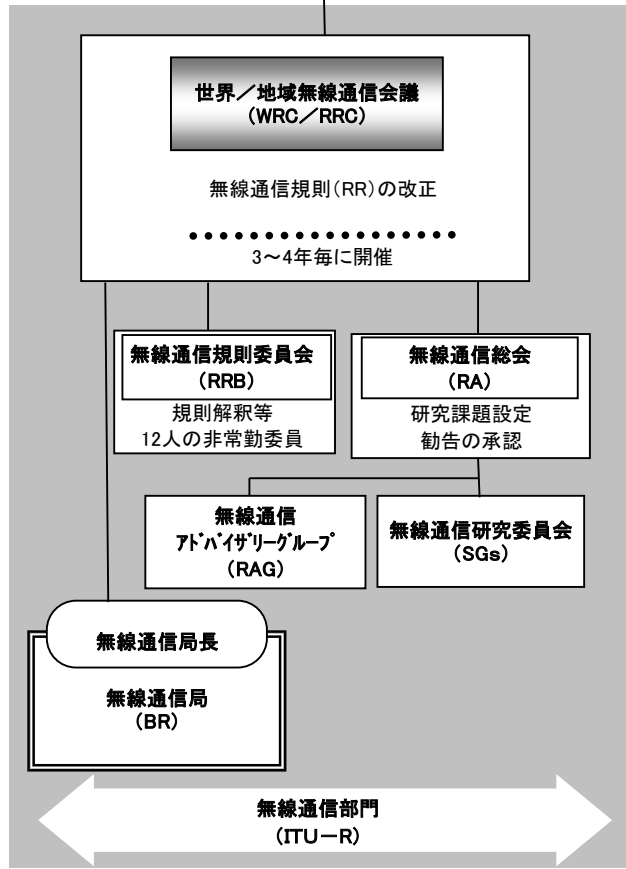 世界／地域無線通信会議
(WRC／RRC)
無線通信規則(RR)の改正
3～4年毎に開催
無線通信規則委員会
(RRB)
規則解釈等
12人の非常勤委員
無線通信総会
(RA)
研究課題設定
勧告の承認
無線通信
ｱﾄﾞﾊﾞｲｻﾞﾘｰｸﾞﾙｰﾌﾟ
(RAG)
無線通信研究委員会
(SGs)
無線通信局長
無線通信局
(BR)
無線通信部門
(ITU－R)